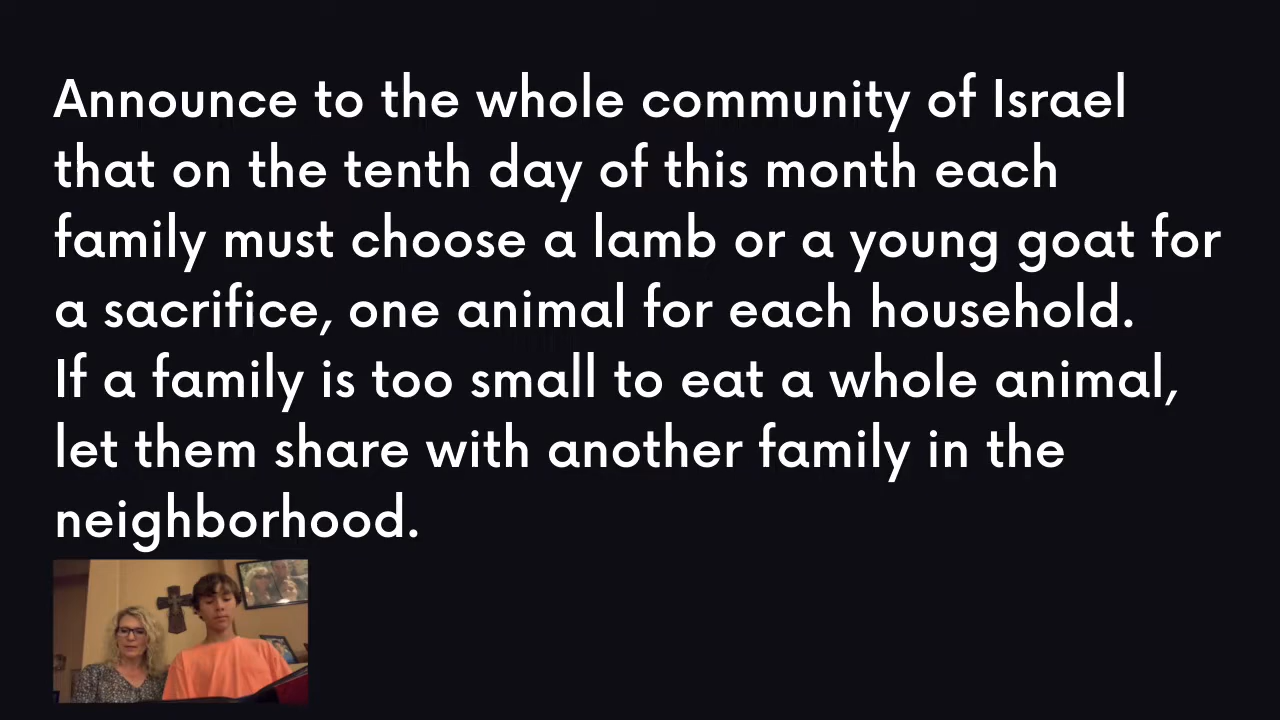 Announce to the whole community of Israel
that on the tenth day of this month each
family must choose a lamb or a young goat for
a sacrifice, one animal for each household.
If a family is too small to eat a whole animal,
let them share with another family in the
neighborhood.